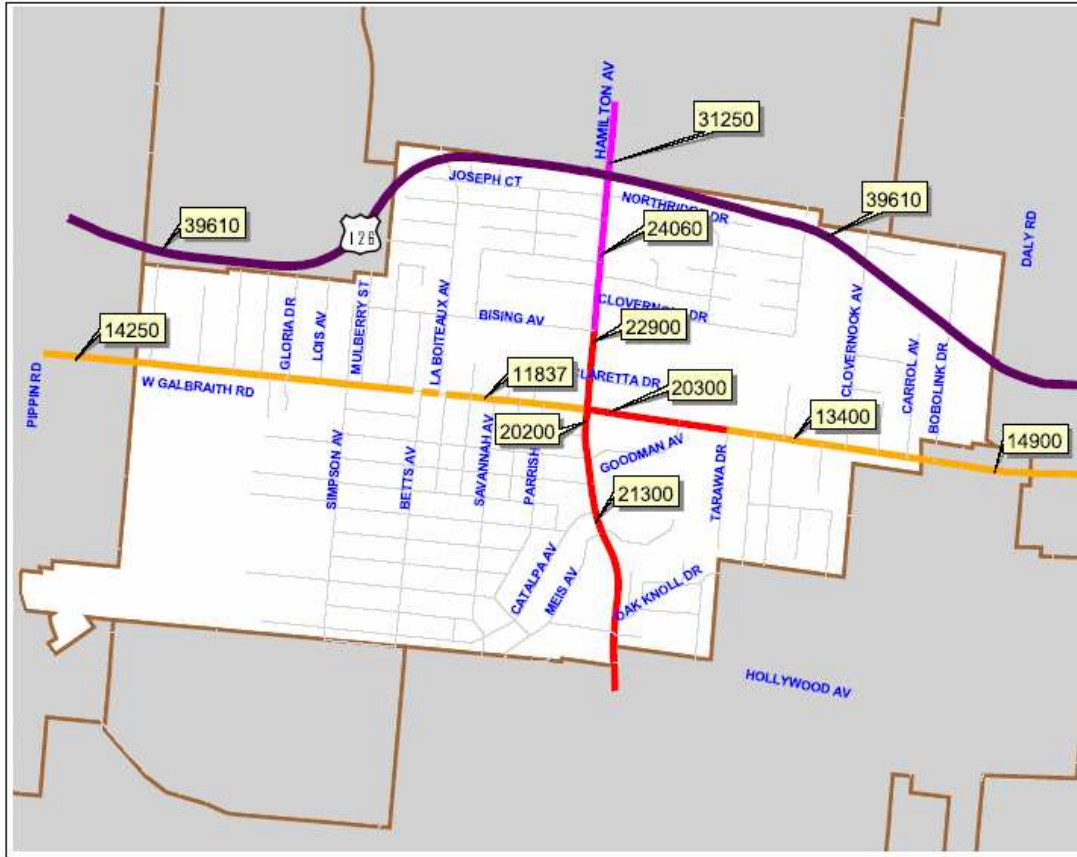 HAMILTON AV
31250
JOSEPH CT
NORTHRIDGE DR
39610
39610
126
24060
DALY RD
GLORIA DR
LOIS AV
MULBERRY ST
LA BOITEAUX AV
BISING AV
CLOVERNOLL DR
22900
CLOVERNOOK AV
CARROL AV
BOBOLINK DR
14250
PIPPIN RD
W GALBRAITH RD
11837
CLARETTA DR
20300
13400
14900
20200
SIMPSON AV
BETTS AV
SAVANNAH AV
PARRISH
GOODMAN AV
TARAWA DR
21300
CATALPA AV
MEIS AV
OAK KNOLL DR
HOLLYWOOD AV